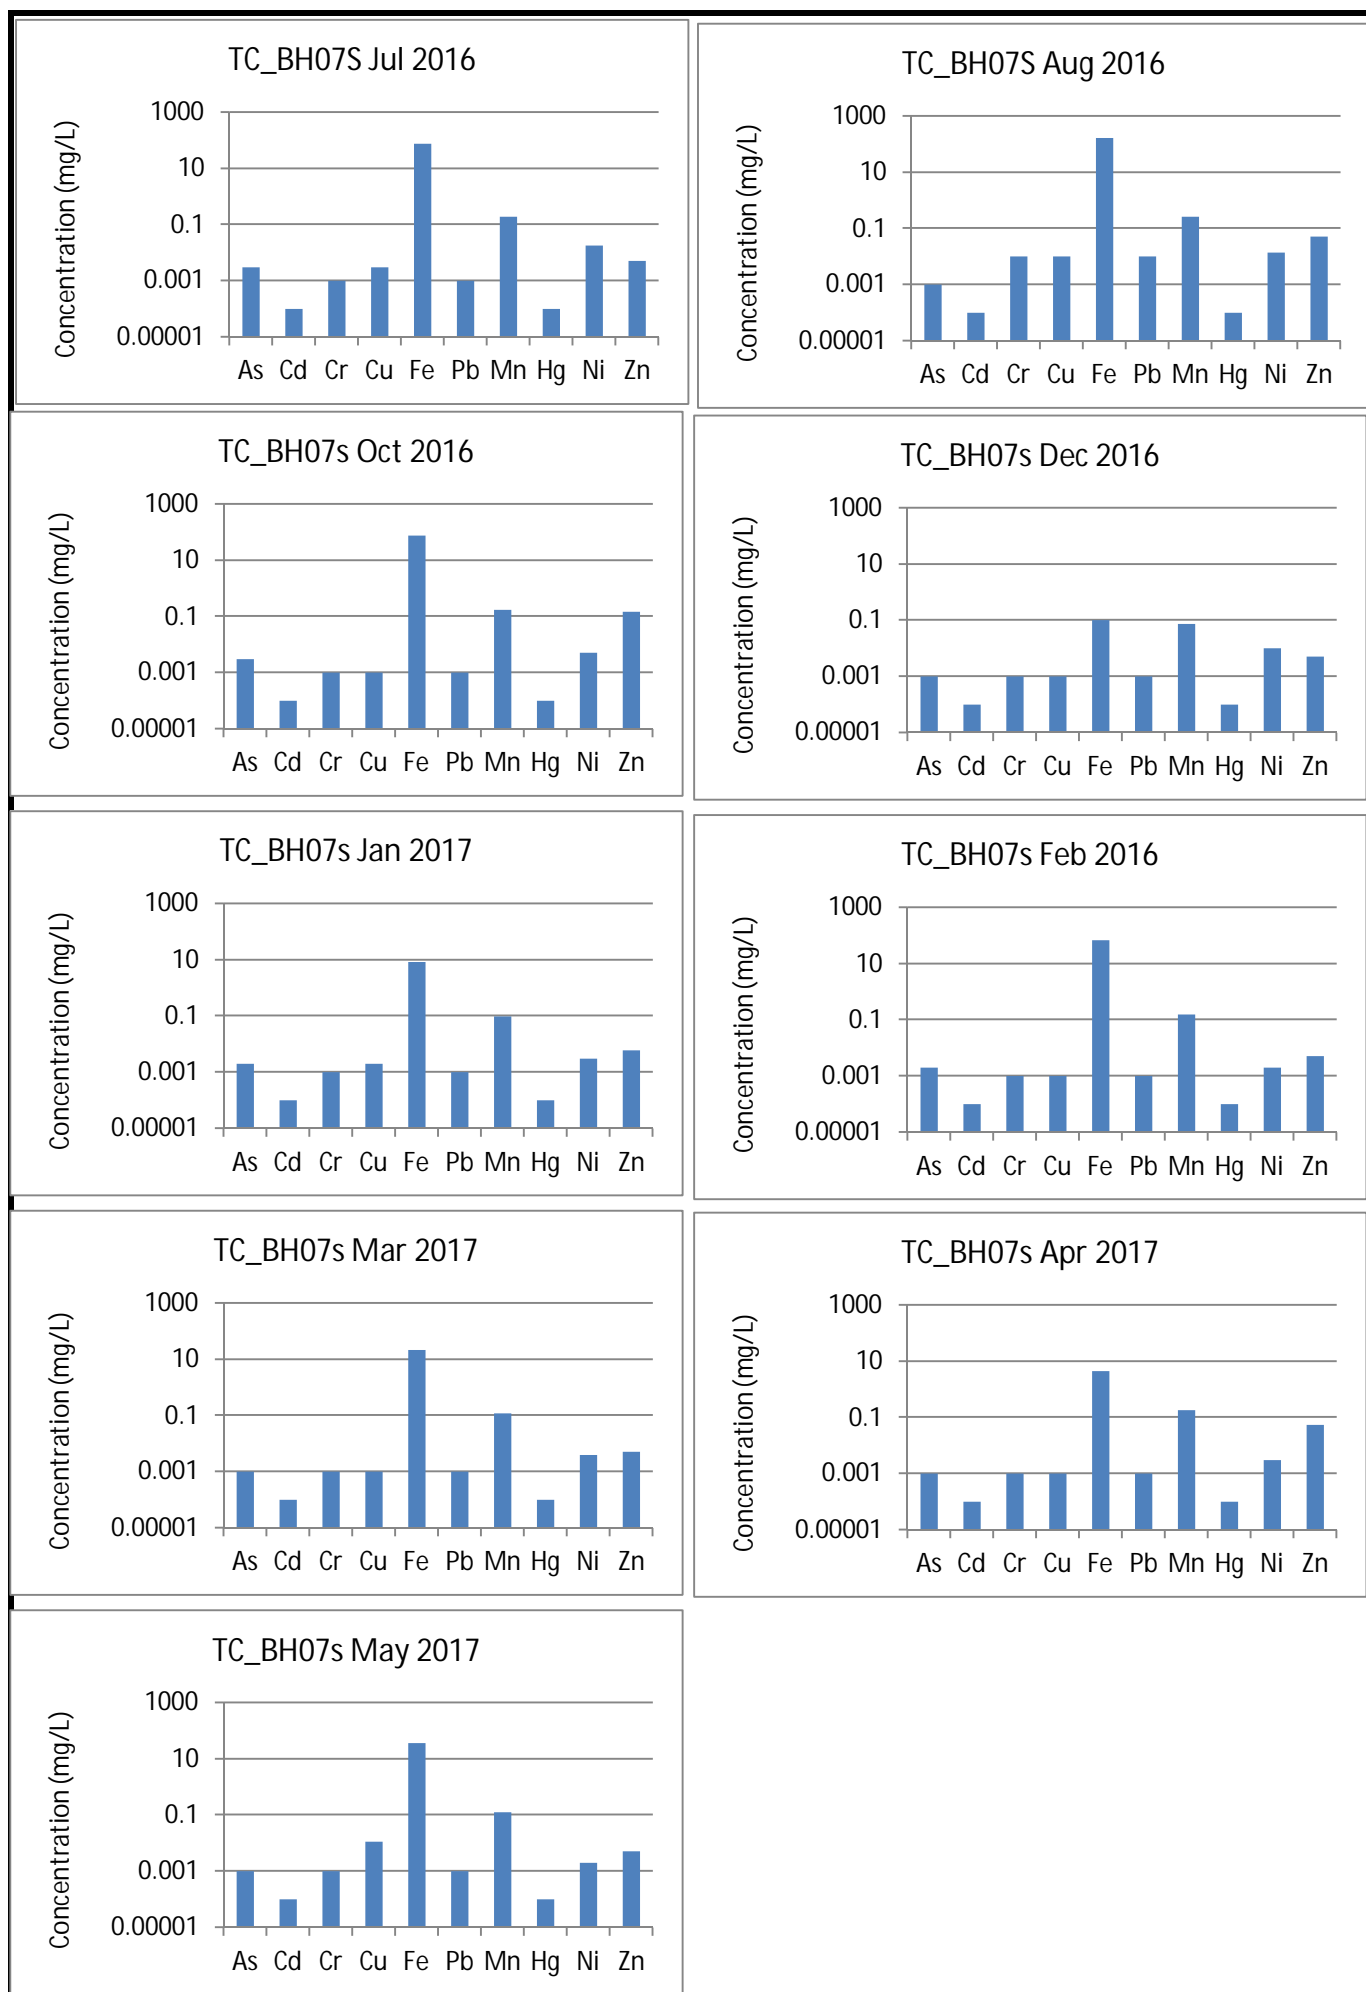 TC_BH07S Jul 2016
Concentration (mg/L)
1000
10
0.1
0.001
0.00001
As Cd Cr Cu Fe Pb Mn Hg Ni Zn
TC_BH07S Aug 2016
Concentration (mg/L)
1000
10
0.1
0.001
0.00001
As Cd Cr Cu Fe Pb Mn Hg Ni Zn
TC_BH07s Oct 2016
Concentration (mg/L)
1000
10
0.1
0.001
0.00001
As Cd Cr Cu Fe Pb Mn Hg Ni Zn
TC_BH07s Dec 2016
Concentration (mg/L)
1000
10
0.1
0.001
0.00001
As Cd Cr Cu Fe Pb Mn Hg Ni Zn
TC_BH07s Jan 2017
Concentration (mg/L)
1000
10
0.1
0.001
0.00001
As Cd Cr Cu Fe Pb Mn Hg Ni Zn
TC_BH07s Feb 2016
Concentration (mg/L)
1000
10
0.1
0.001
0.00001
As Cd Cr Cu Fe Pb Mn Hg Ni Zn
TC_BH07s Mar 2017
Concentration (mg/L)
1000
10
0.1
0.001
0.00001
As Cd Cr Cu Fe Pb Mn Hg Ni Zn
TC_BH07s Apr 2017
Concentration (mg/L)
1000
10
0.1
0.001
0.00001
As Cd Cr Cu Fe Pb Mn Hg Ni Zn
TC_BH07s May 2017
Concentration (mg/L)
1000
10
0.1
0.001
0.00001
As Cd Cr Cu Fe Pb Mn Hg Ni Zn